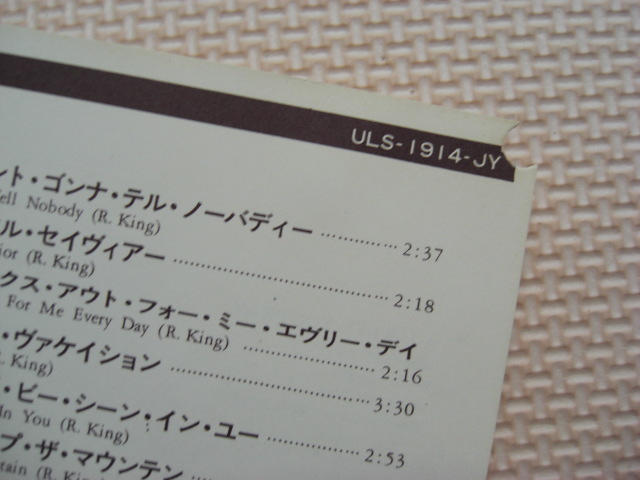 ULS-1914-JY
ント・ゴンナ・テル・ノーバディー ………… 2:37
Tell Nobody (R. King)
ル・セイヴィアー ………… 2:18
(R. King)
クス・アウト・フォー・ミー・エヴリー・デイ
For Me Every Day (R. King) ………… 2:16
・ヴァケイション ………… 3:30
King)
・ビー・シーン・イン・ユー ………… 2:53
In You (R. King)
プ・ザ・マウンテン